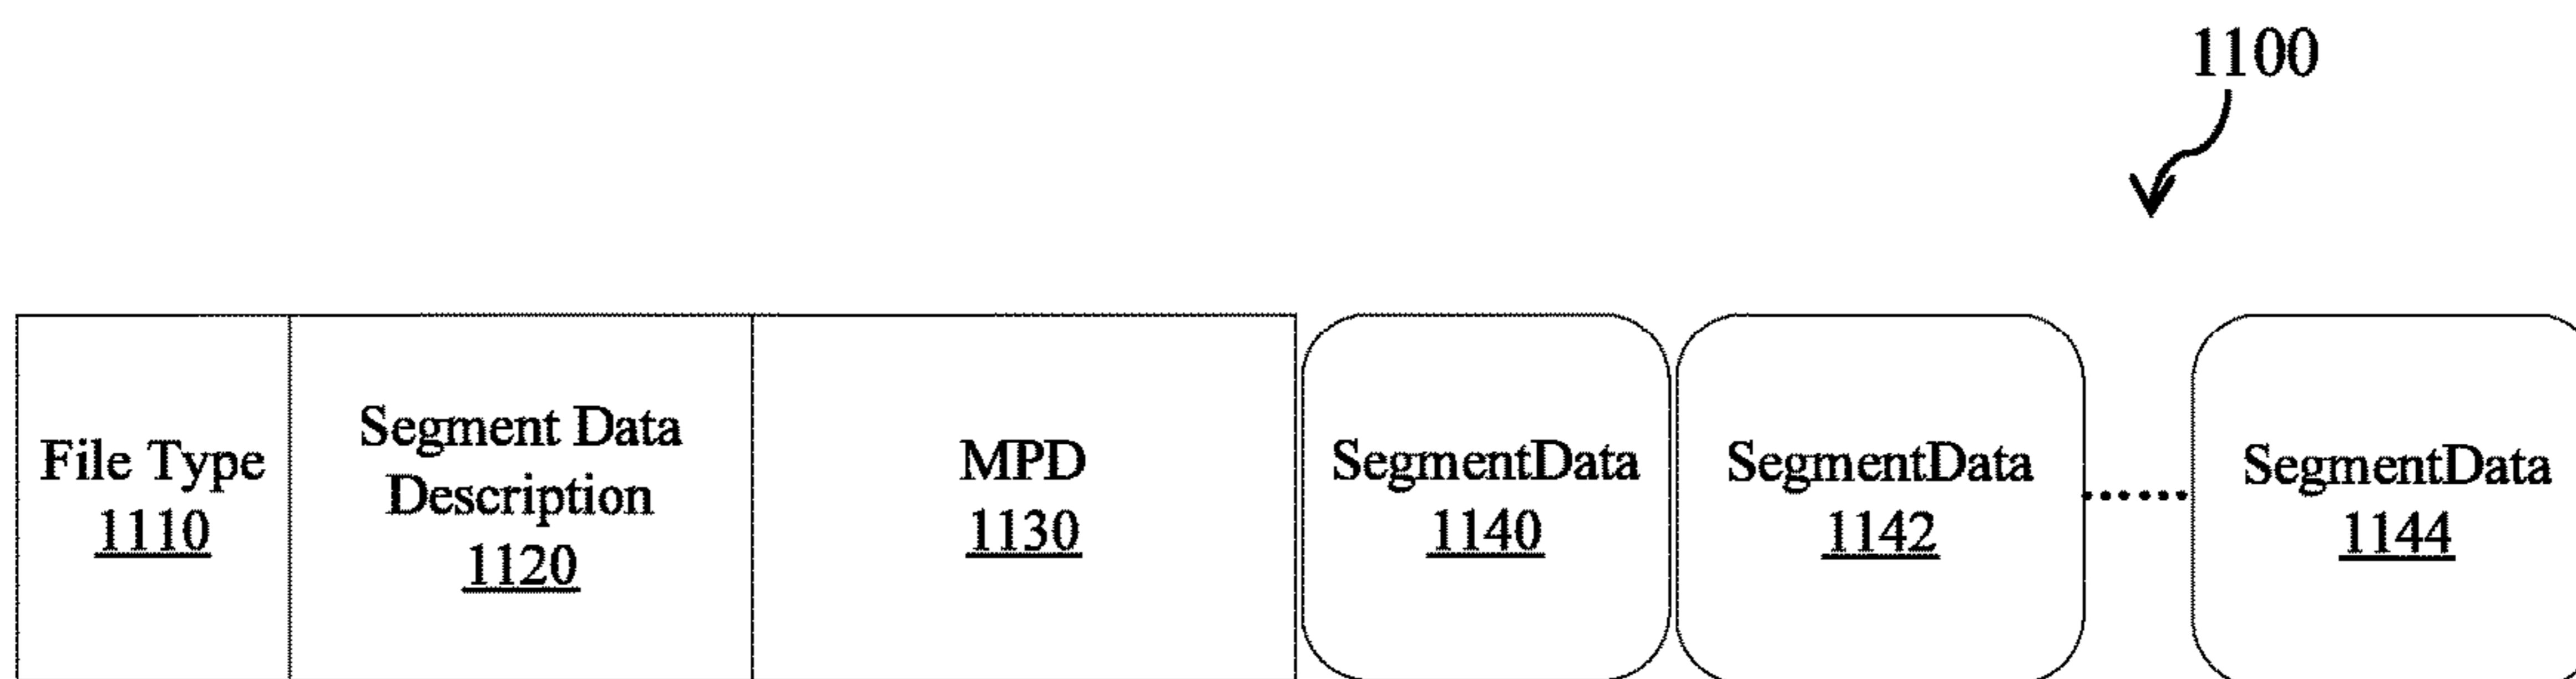 1100
File Type
1110
Segment Data
Description
1120
MPD
1130
SegmentData
1140
SegmentData
1142
SegmentData
1144